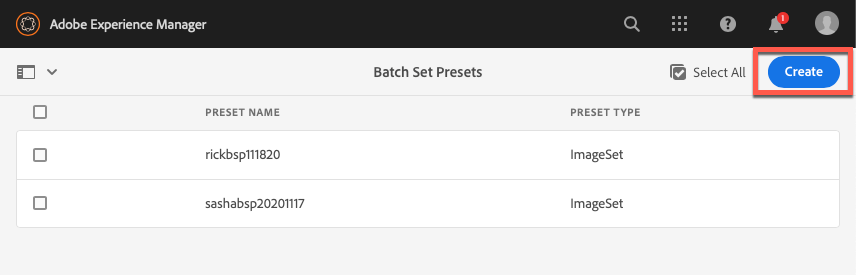 Adobe Experience Manager
1
Batch Set Presets
Select All
Create
PRESET NAME PRESET TYPE
rickbsp111820 ImageSet
sashabsp20201117 ImageSet